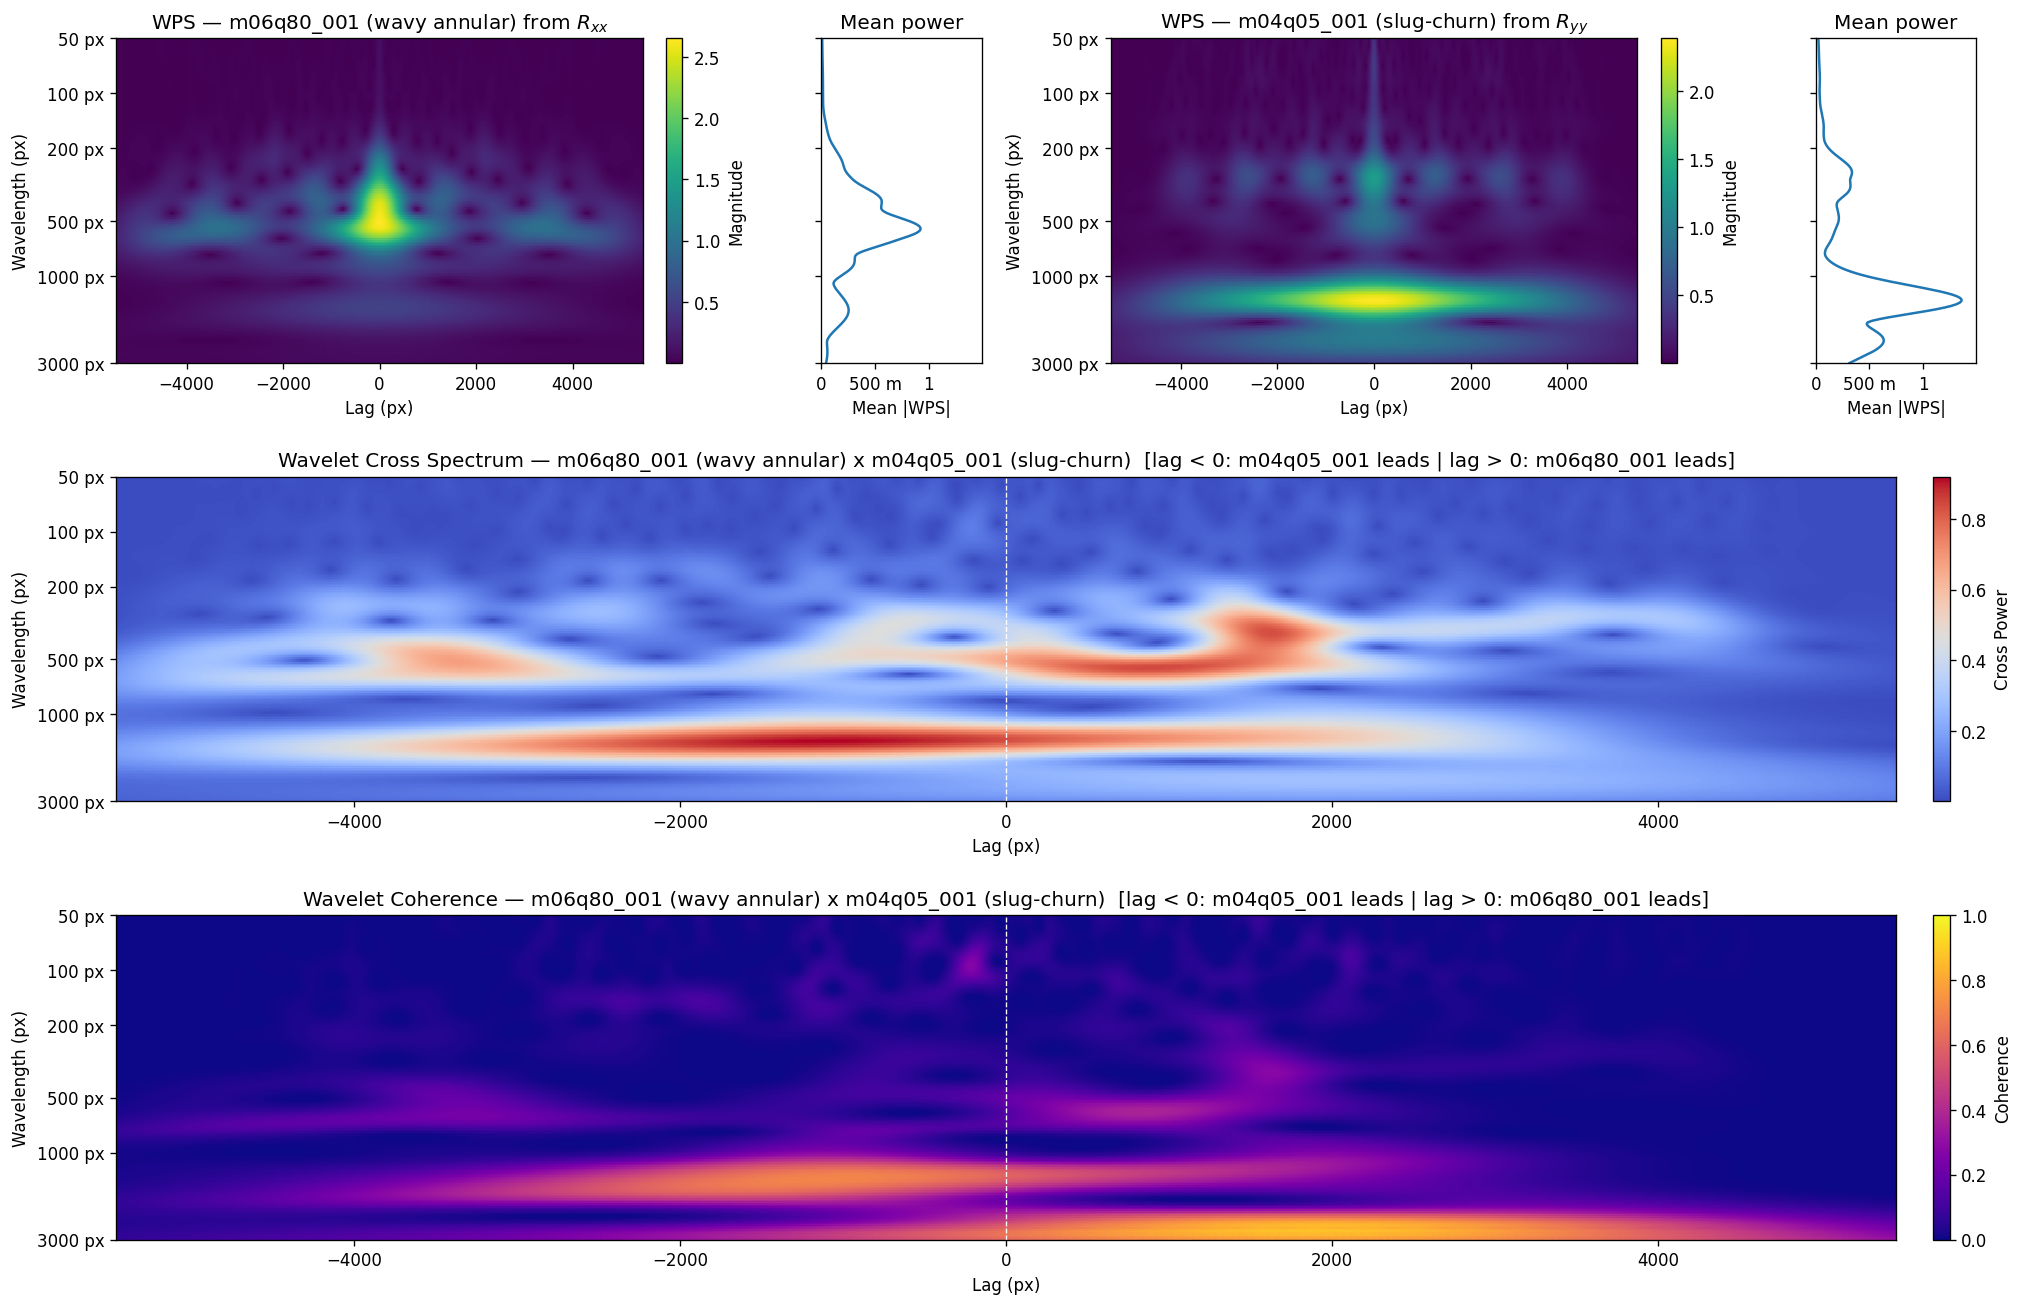 WPS — m06q80_001 (wavy annular) from Rxx
Mean power
WPS — m04q05_001 (slug-churn) from Ryy
Mean power
50 px
100 px
200 px
500 px
1000 px
3000 px
Wavelength (px)
−4000
−2000
0
2000
4000
Lag (px)
2.5
2.0
1.5
1.0
0.5
Magnitude
0
500 m
1
Mean |WPS|
50 px
100 px
200 px
500 px
1000 px
3000 px
Wavelength (px)
−4000
−2000
0
2000
4000
Lag (px)
2.0
1.5
1.0
0.5
Magnitude
0
500 m
1
Mean |WPS|
Wavelet Cross Spectrum — m06q80_001 (wavy annular) x m04q05_001 (slug-churn)  [lag < 0: m04q05_001 leads | lag > 0: m06q80_001 leads]
50 px
100 px
200 px
500 px
1000 px
3000 px
Wavelength (px)
−4000
−2000
0
2000
4000
Lag (px)
0.8
0.6
0.4
0.2
Cross Power
Wavelet Coherence — m06q80_001 (wavy annular) x m04q05_001 (slug-churn)  [lag < 0: m04q05_001 leads | lag > 0: m06q80_001 leads]
50 px
100 px
200 px
500 px
1000 px
3000 px
Wavelength (px)
−4000
−2000
0
2000
4000
Lag (px)
1.0
0.8
0.6
0.4
0.2
0.0
Coherence